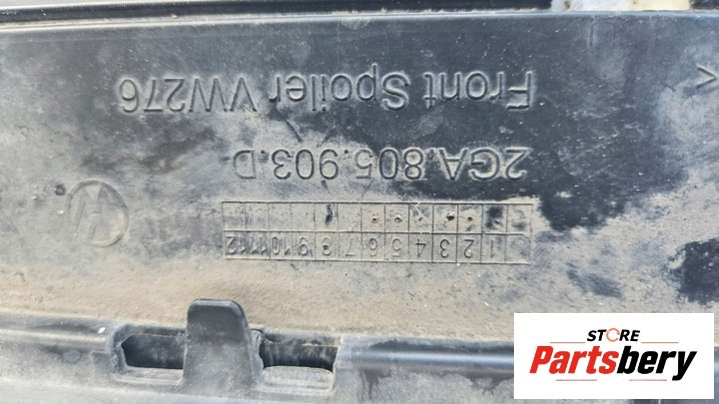 1 2 3 4 5 6 7 8 9 10 11 12
2GA.805.903.D
Front Spoiler VW276
STORE
Partsbery